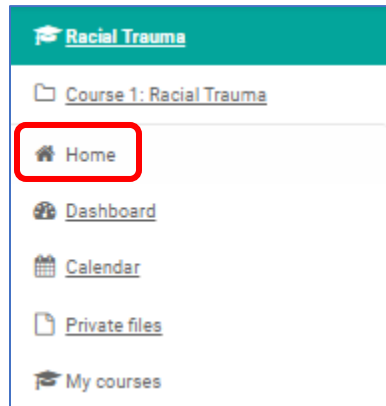 Racial Trauma
Course 1: Racial Trauma
Home
Dashboard
Calendar
Private files
My courses